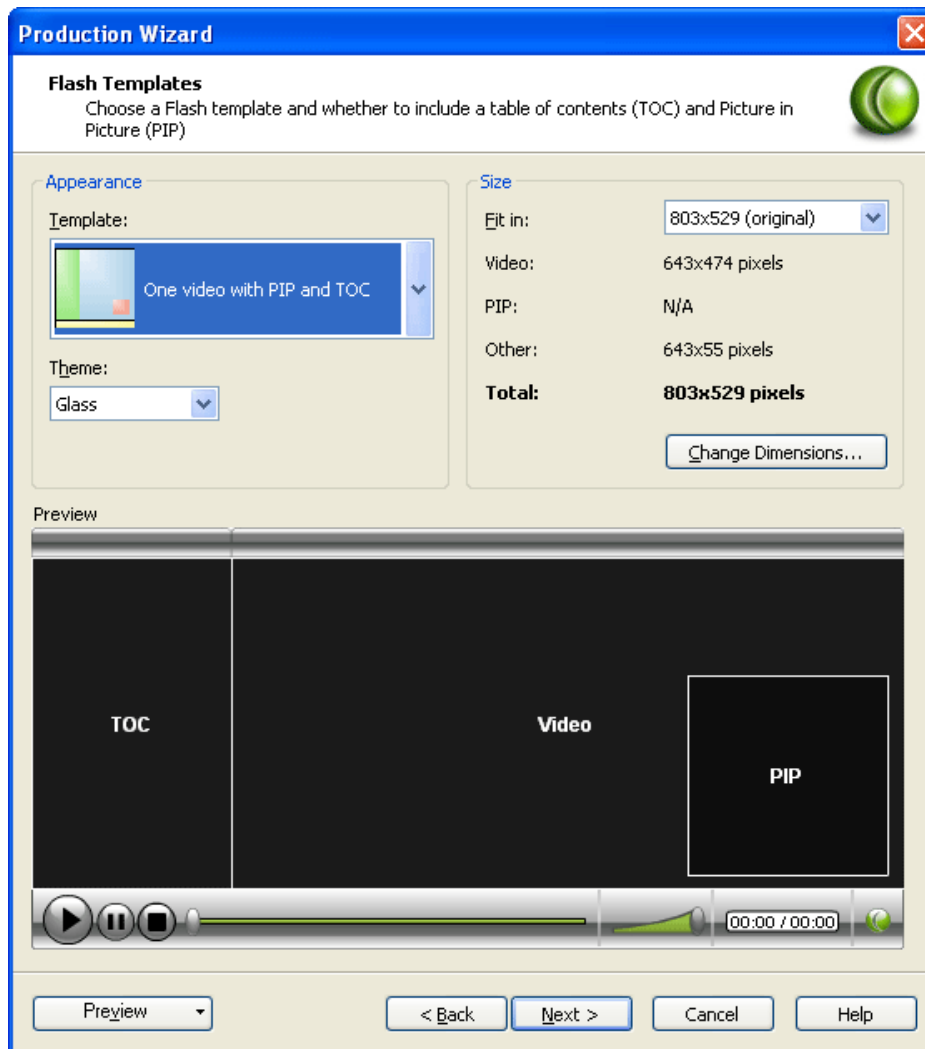 Production Wizard
Flash Templates
Choose a Flash template and whether to include a table of contents (TOC) and Picture in
Picture (PIP)
Appearance
Template:
One video with PIP and TOC
Theme:
Glass
Size
Fit in:
803x529 (original)
Video:
643x474 pixels
PIP:
N/A
Other:
643x55 pixels
Total:
803x529 pixels
Change Dimensions...
Preview
TOC
Video
PIP
00:00 / 00:00
Preview
< Back
Next >
Cancel
Help